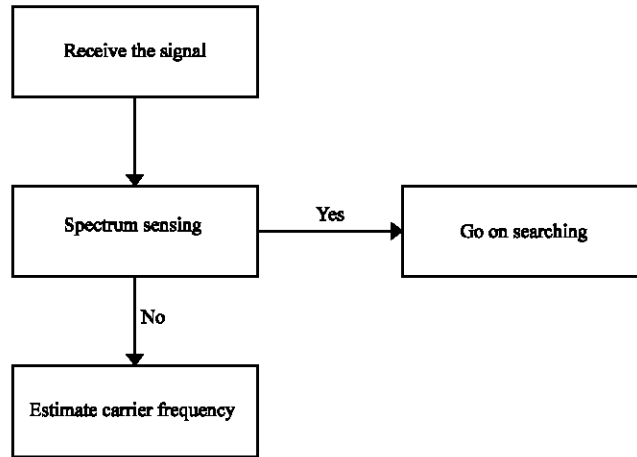 Receive the signal
Spectrum sensing
Yes
Go on searching
No
Estimate carrier frequency